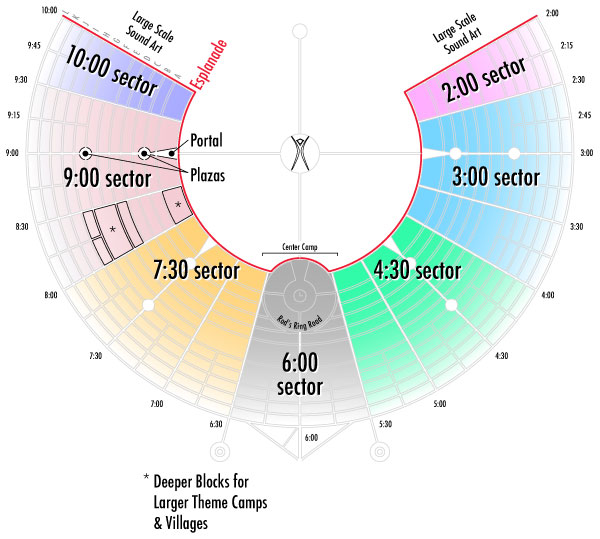 10:00
Large Scale
Sound Art
Large Scale
Sound Art
2:00
9:45
10:00 sector
Esplanade
2:00 sector
2:15
9:30
2:30
9:15
2:45
9:00
Portal
3:00
9:00 sector
Plazas
3:00 sector
*
*
8:30
3:30
Center Camp
7:30 sector
4:30 sector
8:00
4:00
Rod's Ring Road
7:30
4:30
6:00
sector
7:00
5:00
6:30
5:30
6:00
* Deeper Blocks for
Larger Theme Camps
& Villages